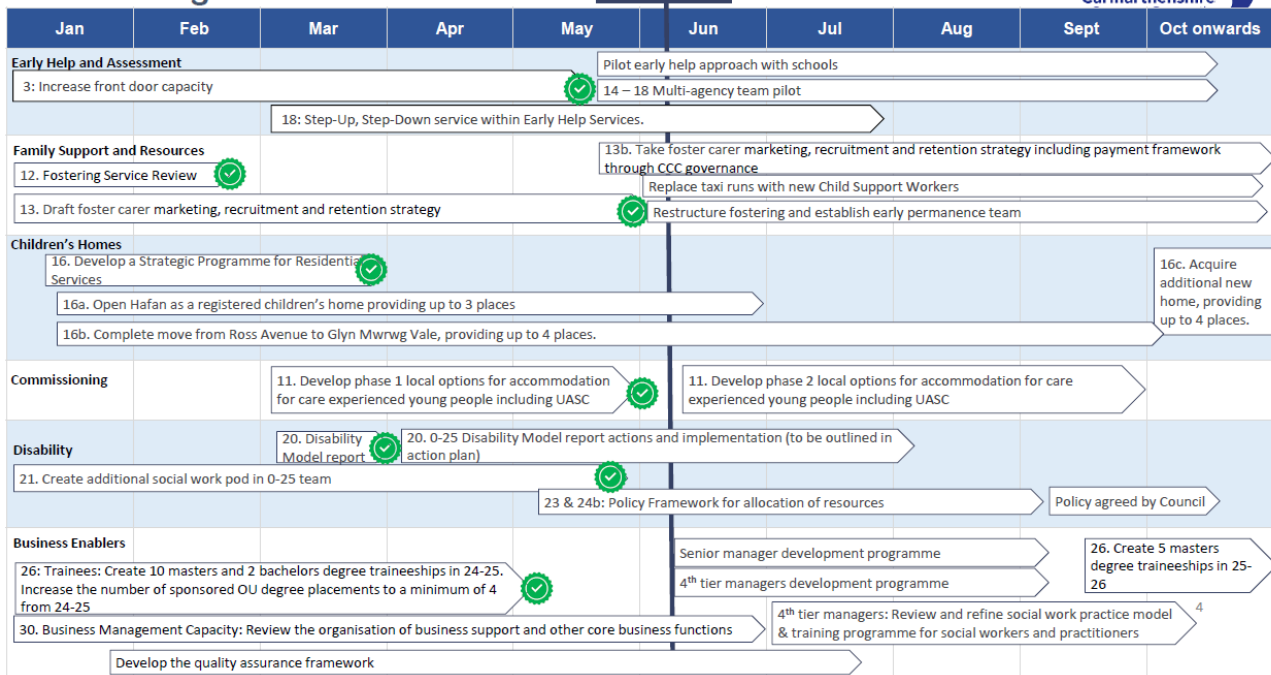 Jan Feb Mar Apr May Jun Jul Aug Sept Oct onwards
Early Help and Assessment
3: Increase front door capacity
Pilot early help approach with schools
14 – 18 Multi-agency team pilot
18: Step-Up, Step-Down service within Early Help Services.
Family Support and Resources
12. Fostering Service Review
13b. Take foster carer marketing, recruitment and retention strategy including payment framework
through CCC governance
Replace taxi runs with new Child Support Workers
13. Draft foster carer marketing, recruitment and retention strategy
Restructure fostering and establish early permanence team
Children's Homes
16. Develop a Strategic Programme for Residential
Services
16a. Open Hafan as a registered children's home providing up to 3 places
16b. Complete move from Ross Avenue to Glyn Mwrwg Vale, providing up to 4 places.
16c. Acquire
additional new
home, providing
up to 4 places.
Commissioning
11. Develop phase 1 local options for accommodation
for care experienced young people including UASC
11. Develop phase 2 local options for accommodation for care
experienced young people including UASC
Disability
20. Disability
Model report
20. 0-25 Disability Model report actions and implementation (to be outlined in
action plan)
21. Create additional social work pod in 0-25 team
23 & 24b: Policy Framework for allocation of resources
Policy agreed by Council
Business Enablers
26: Trainees: Create 10 masters and 2 bachelors degree traineeships in 24-25.
Increase the number of sponsored OU degree placements to a minimum of 4
from 24-25
Senior manager development programme
4th tier managers development programme
26. Create 5 masters
degree traineeships in 25-
26
30. Business Management Capacity: Review the organisation of business support and other core business functions
4th tier managers: Review and refine social work practice model
& training programme for social workers and practitioners
4
Develop the quality assurance framework